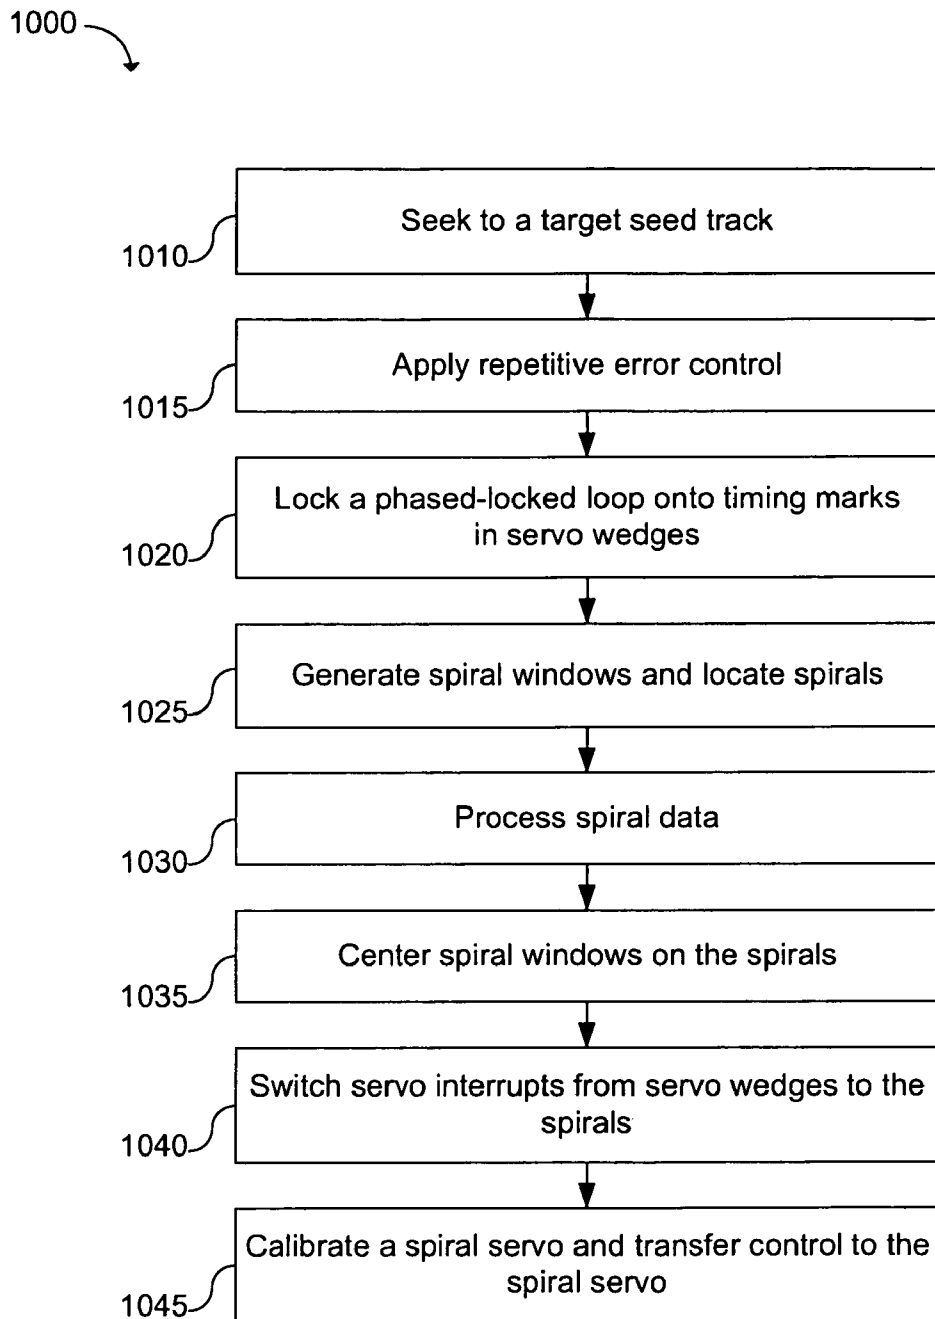 1000
Seek to a target seed track
1010
Apply repetitive error control
1015
Lock a phased-locked loop onto timing marks
in servo wedges
1020
Generate spiral windows and locate spirals
1025
Process spiral data
1030
Center spiral windows on the spirals
1035
Switch servo interrupts from servo wedges to the
spirals
1040
Calibrate a spiral servo and transfer control to the
spiral servo
1045